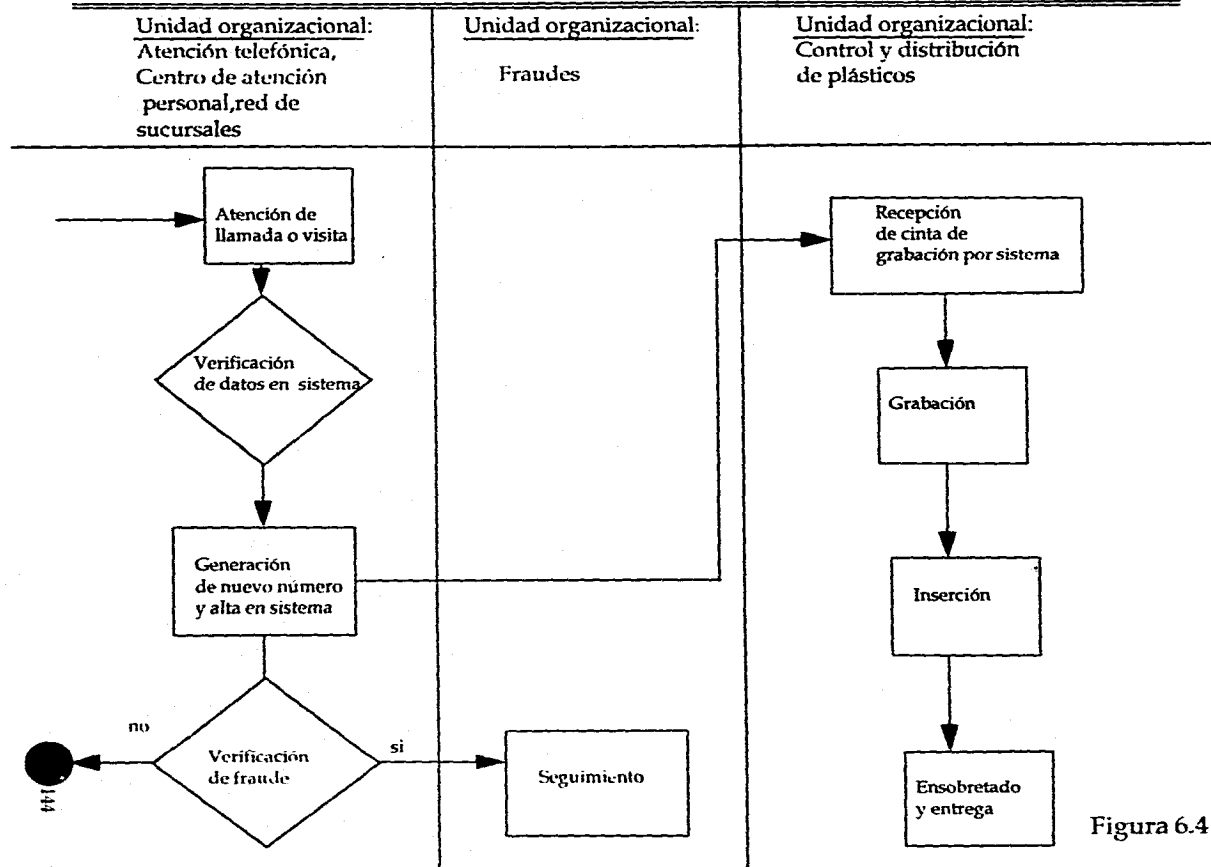 Unidad organizacional:
Atención telefónica,
Centro de atención
personal,red de
sucursales
Unidad organizacional:
Fraudes
Unidad organizacional:
Control y distribución
de plásticos
Atención de
llamada o visita
Verificación
de datos en sistema
Generación
de nuevo número
y alta en sistema
no
Verificación
de fraude
si
Seguimiento
Recepción
de cinta de
grabación por sistema
Grabación
Inserción
Ensobretado
y entrega
144
Figura 6.4